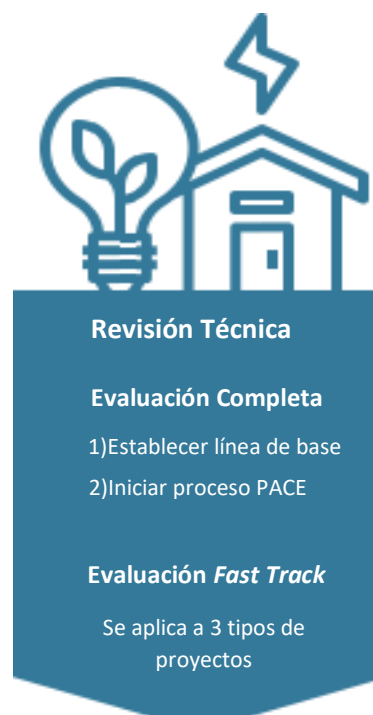 Revisión Técnica
Evaluación Completa
1)Establecer línea de base
2)Iniciar proceso PACE
Evaluación Fast Track
Se aplica a 3 tipos de
proyectos